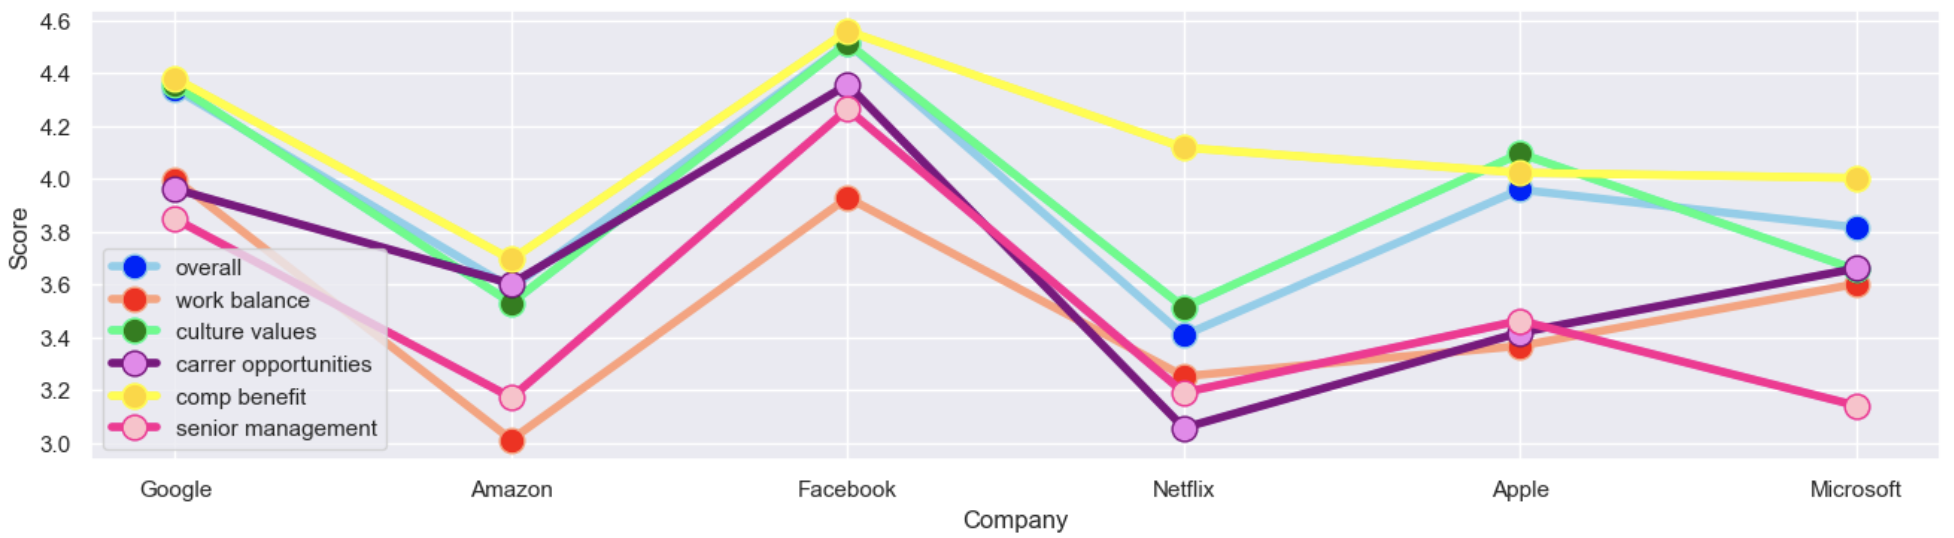 4.6
4.4
4.2
4.0
3.8
3.6
3.4
3.2
3.0
Score
overall
work balance
culture values
carrer opportunities
comp benefit
senior management
Google Amazon Facebook Netflix Apple Microsoft
Company